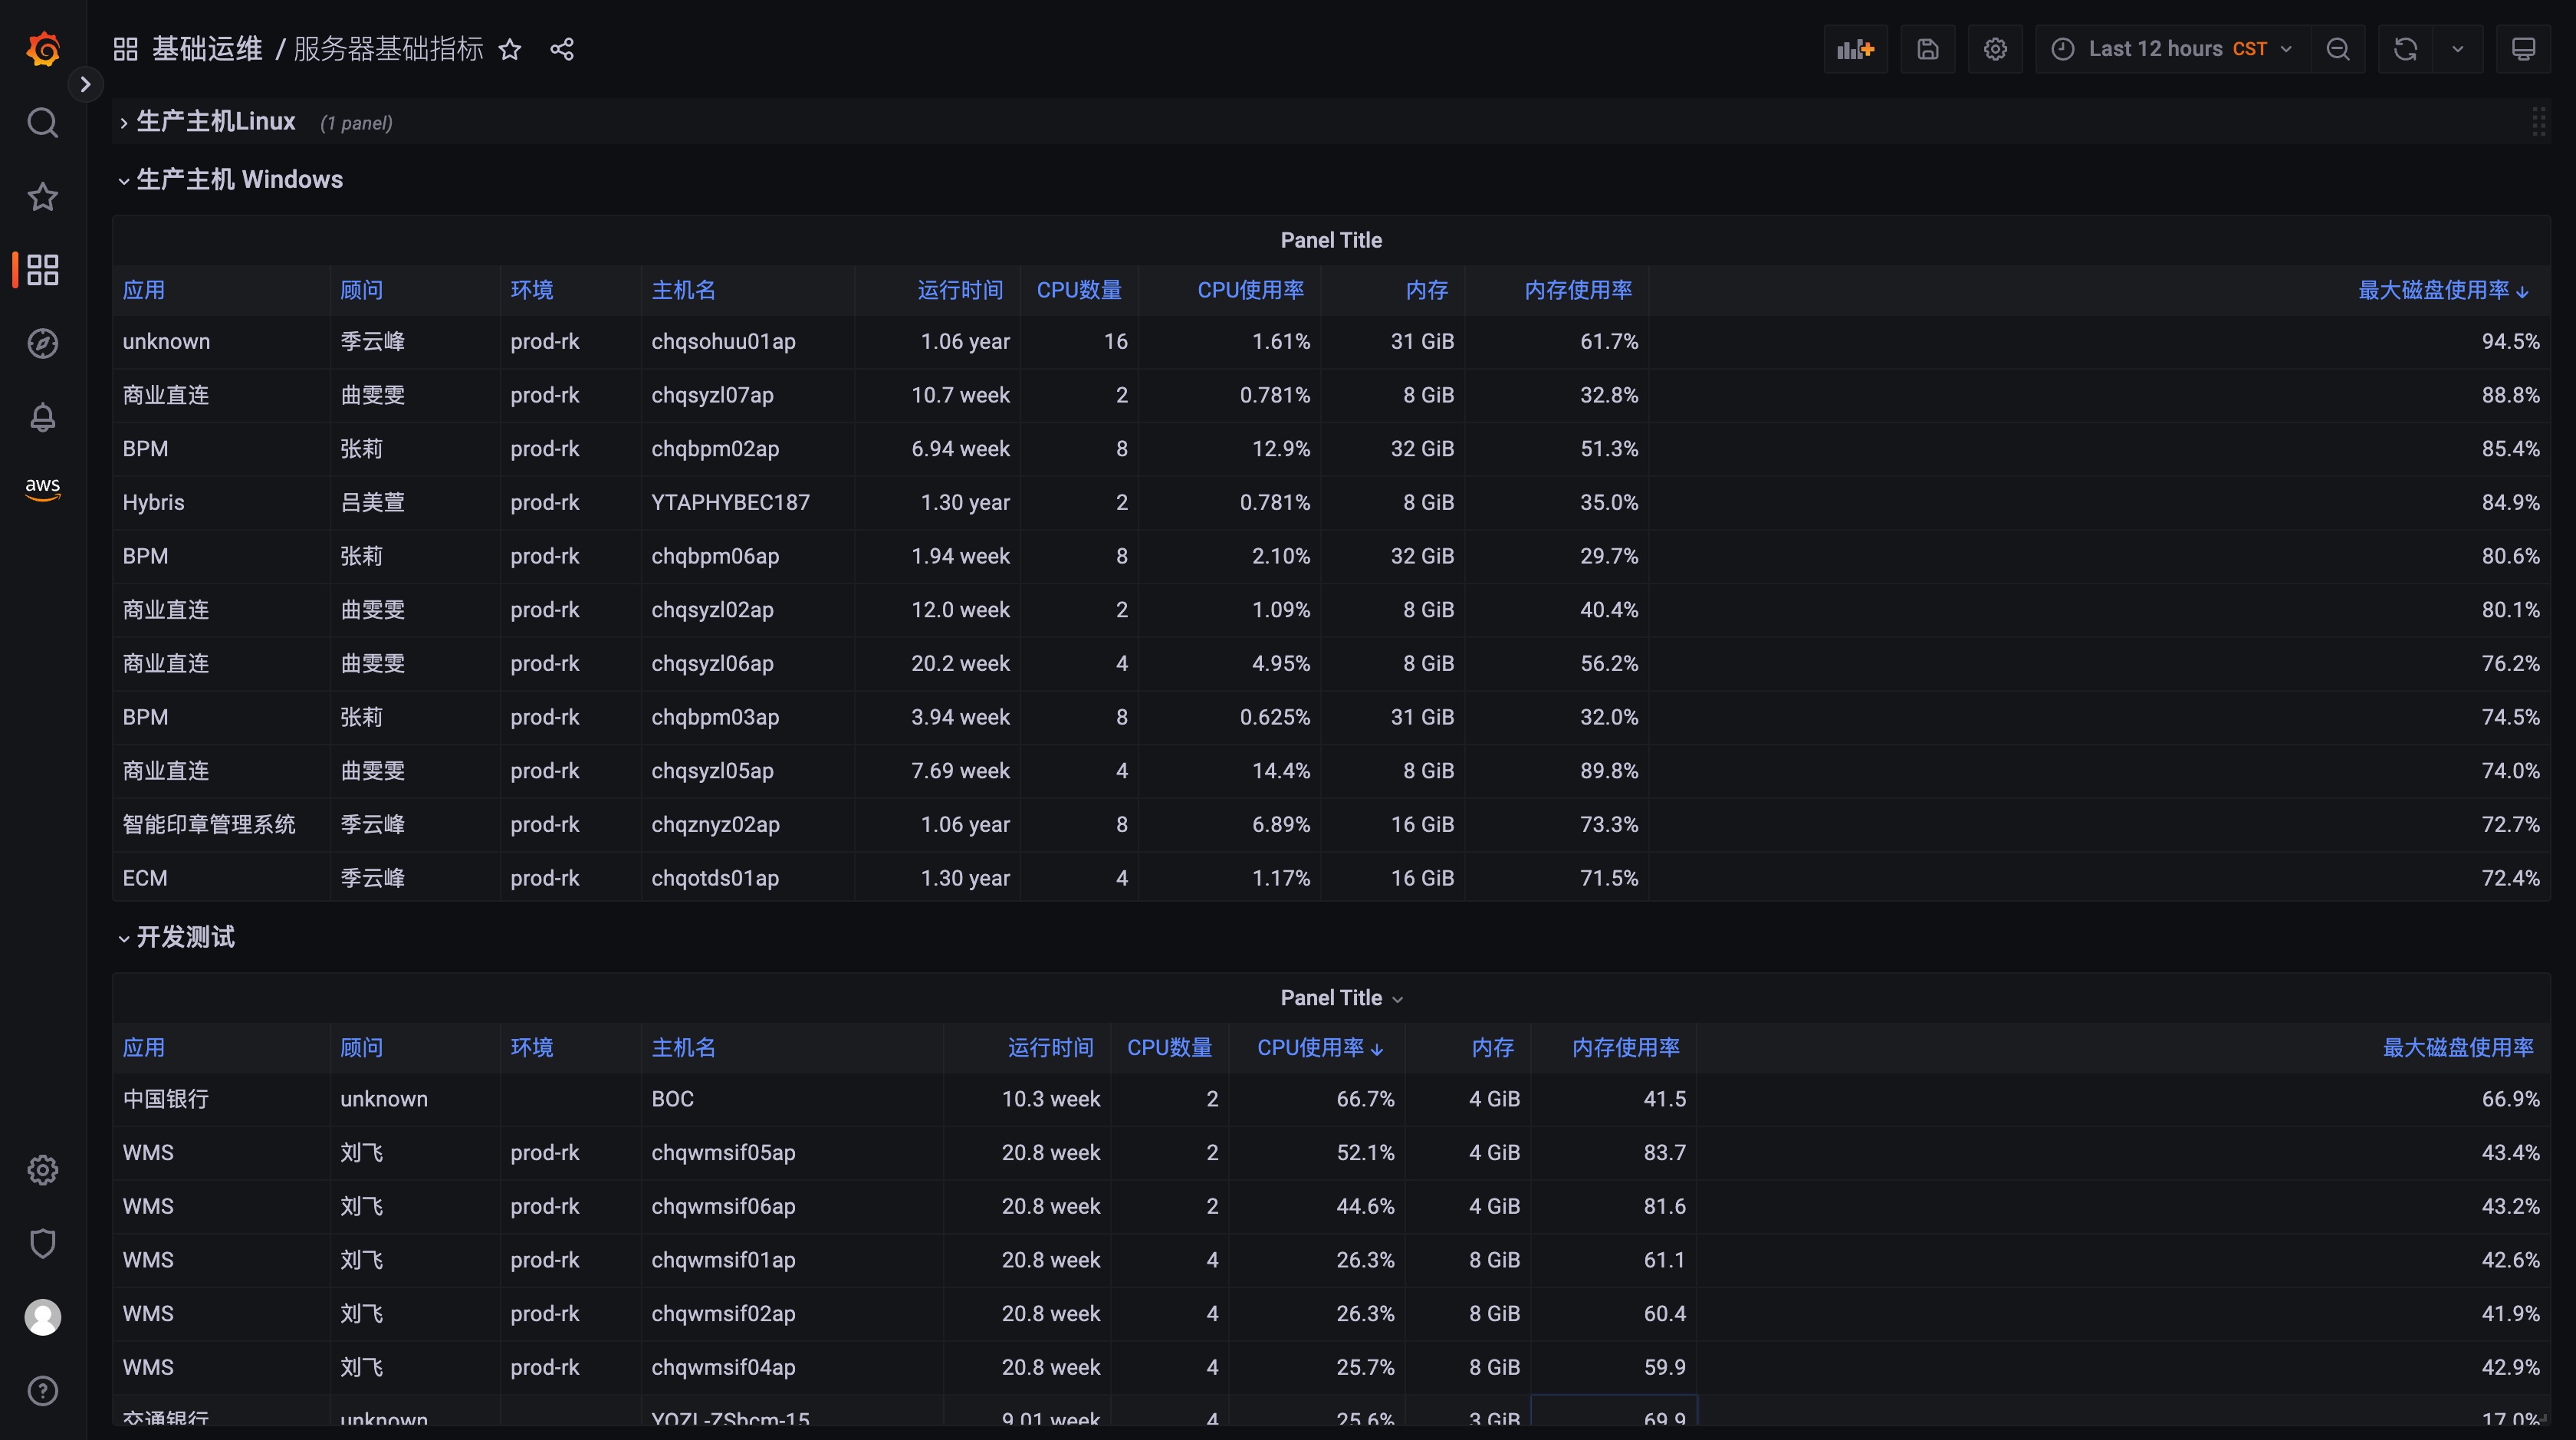 基础运维 / 服务器基础指标 Last 12 hours CST
生产主机Linux (1 panel)
生产主机 Windows
aws
Panel Title
应用 顾问 环境 主机名 运行时间 CPU数量 CPU使用率 内存 内存使用率 最大磁盘使用率
unknown 季云峰 prod-rk chqsohuu01ap 1.06 year 16 1.61% 31 GiB 61.7% 94.5%
商业直连 曲雯雯 prod-rk chqsyzl07ap 10.7 week 2 0.781% 8 GiB 32.8% 88.8%
BPM 张莉 prod-rk chqbpm02ap 6.94 week 8 12.9% 32 GiB 51.3% 85.4%
Hybris 吕美萱 prod-rk YTAPHYBEC187 1.30 year 2 0.781% 8 GiB 35.0% 84.9%
BPM 张莉 prod-rk chqbpm06ap 1.94 week 8 2.10% 32 GiB 29.7% 80.6%
商业直连 曲雯雯 prod-rk chqsyzl02ap 12.0 week 2 1.09% 8 GiB 40.4% 80.1%
商业直连 曲雯雯 prod-rk chqsyzl06ap 20.2 week 4 4.95% 8 GiB 56.2% 76.2%
BPM 张莉 prod-rk chqbpm03ap 3.94 week 8 0.625% 31 GiB 32.0% 74.5%
商业直连 曲雯雯 prod-rk chqsyzl05ap 7.69 week 4 14.4% 8 GiB 89.8% 74.0%
智能印章管理系统 季云峰 prod-rk chqznyz02ap 1.06 year 8 6.89% 16 GiB 73.3% 72.7%
ECM 季云峰 prod-rk chqotds01ap 1.30 year 4 1.17% 16 GiB 71.5% 72.4%
开发测试
Panel Title
应用 顾问 环境 主机名 运行时间 CPU数量 CPU使用率 内存 内存使用率 最大磁盘使用率
中国银行 unknown BOC 10.3 week 2 66.7% 4 GiB 41.5 66.9%
WMS 刘飞 prod-rk chqwmsif05ap 20.8 week 2 52.1% 4 GiB 83.7 43.4%
WMS 刘飞 prod-rk chqwmsif06ap 20.8 week 2 44.6% 4 GiB 81.6 43.2%
WMS 刘飞 prod-rk chqwmsif01ap 20.8 week 4 26.3% 8 GiB 61.1 42.6%
WMS 刘飞 prod-rk chqwmsif02ap 20.8 week 4 26.3% 8 GiB 60.4 41.9%
WMS 刘飞 prod-rk chqwmsif04ap 20.8 week 4 25.7% 8 GiB 59.9 42.9%
交通银行 unknown 9.01 week 4 25.6% 3 GiB 69.9 17.0%